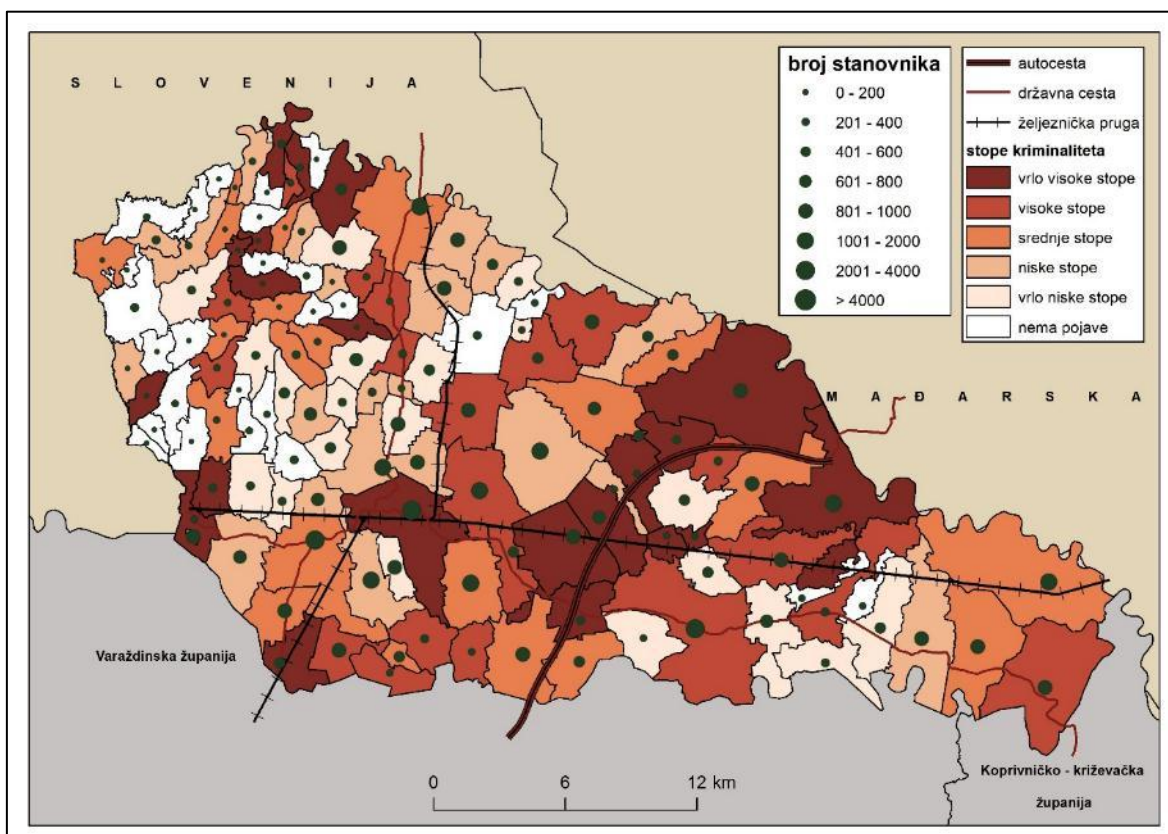 SLOVENIJA
broj stanovnika
0 - 200
201 - 400
401 - 600
601 - 800
801 - 1000
1001 - 2000
2001 - 4000
> 4000
autocesta
državna cesta
željeznička pruga
stope kriminaliteta
vrlo visoke stope
visoke stope
srednje stope
niske stope
vrlo niske stope
nema pojave
MAĐARSKA
Varaždinska županija
Koprivničko - križevačka
županija
0 6 12 km